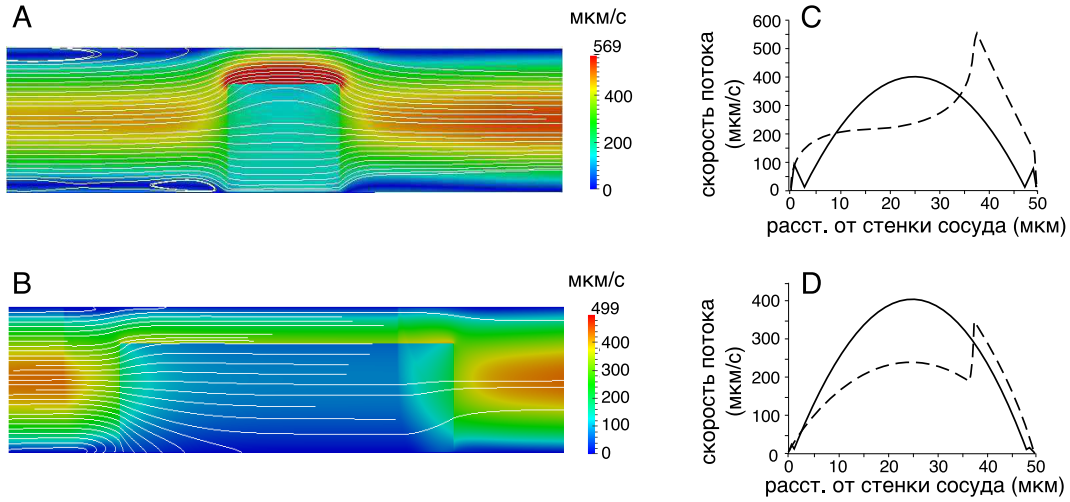 A
мкм/с
569
400
200
0
C
скорость потока
(мкм/с)
600
500
400
300
200
100
0
0 10 20 30 40 50
расст. от стенки сосуда (мкм)
B
мкм/с
499
400
300
200
100
0
D
скорость потока
(мкм/с)
400
300
200
100
0
0 10 20 30 40 50
расст. от стенки сосуда (мкм)